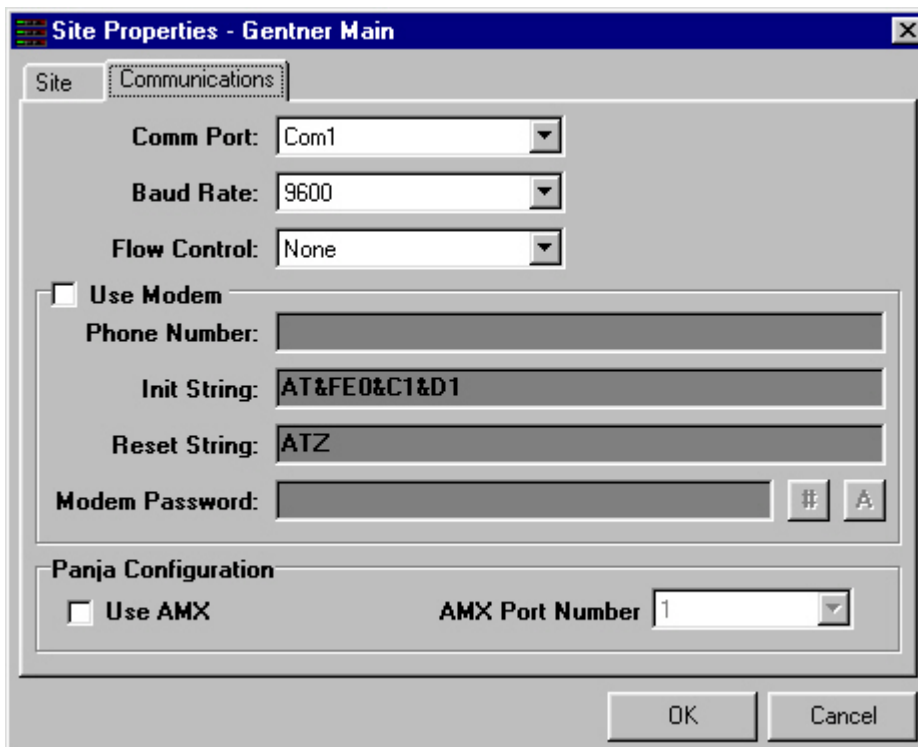 Site Properties - Gentner Main
Site Communications
Comm Port: Com1
Baud Rate: 9600
Flow Control: None
Use Modem
Phone Number:
Init String: AT&FE0&C1&D1
Reset String: ATZ
Modem Password: # A
Panja Configuration
Use AMX AMX Port Number 1
OK Cancel